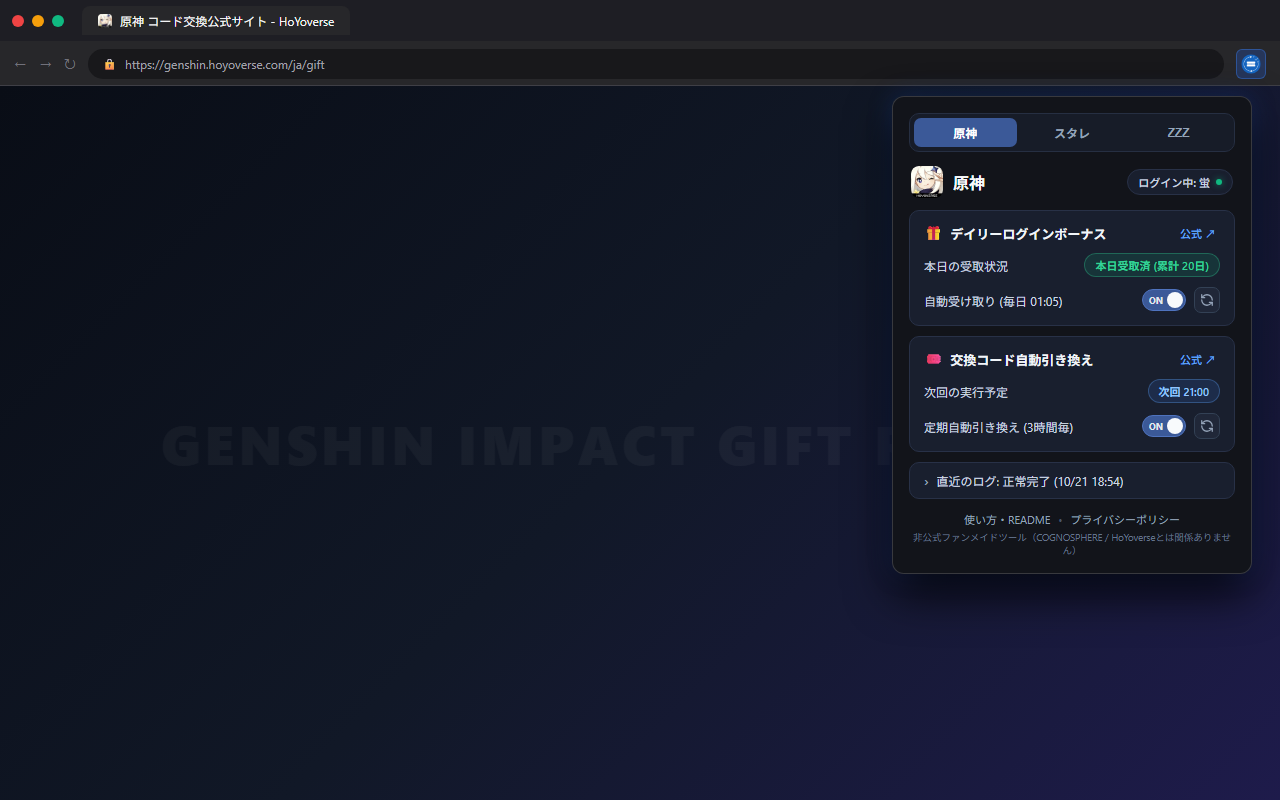 原神 コード交換公式サイト - HoYoverse
https://genshin.hoyoverse.com/ja/gift
原神 スタレ ZZZ
原神 ログイン中: 蛍
デイリーログインボーナス 公式 ↗
本日の受取状況 本日受取済 (累計 20日)
自動受け取り (毎日 01:05) ON
交換コード自動引き換え 公式 ↗
次回の実行予定 次回 21:00
GENSHIN IMPACT GIFT
定期自動引き換え (3時間毎) ON
› 直近のログ: 正常完了 (10/21 18:54)
使い方・README • プライバシーポリシー
非公式ファンメイドツール（COGNOSPHERE / HoYoverseとは関係ありませ
ん）